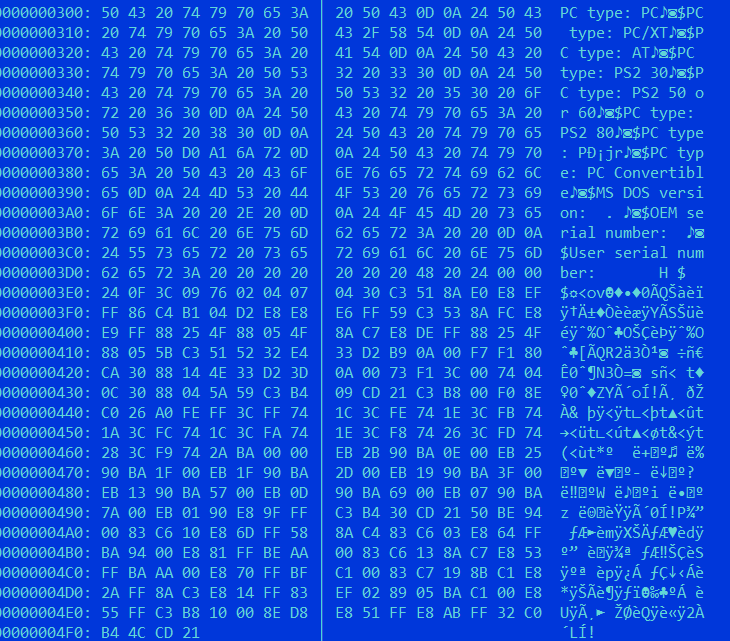 0000000300: 50 43 20 74 79 70 65 3A 20 50 43 0D 0A 24 50 43 PC type: PC♪◙$PC
0000000310: 20 74 79 70 65 3A 20 50 43 2F 58 54 0D 0A 24 50 type: PC/XT♪◙$P
0000000320: 43 20 74 79 70 65 3A 20 41 54 0D 0A 24 50 43 20 C type: AT♪◙$PC
0000000330: 74 79 70 65 3A 20 50 53 32 20 33 30 0D 0A 24 50 type: PS2 30♪◙$P
0000000340: 43 20 74 79 70 65 3A 20 50 53 32 20 35 30 20 6F C type: PS2 50 o
0000000350: 72 20 36 30 0D 0A 24 50 43 20 74 79 70 65 3A 20 r 60♪◙$PC type:
0000000360: 50 53 32 20 38 30 0D 0A 24 50 43 20 74 79 70 65 PS2 80♪◙$PC type
0000000370: 3A 20 50 D0 A1 6A 72 0D 0A 24 50 43 20 74 79 70 : PÐ¡jr♪◙$PC typ
0000000380: 65 3A 20 50 43 20 43 6F 6E 76 65 72 74 69 62 6C e: PC Convertibl
0000000390: 65 0D 0A 24 4D 53 20 44 4F 53 20 76 65 72 73 69 e♪◙$MS DOS versi
00000003A0: 6F 6E 3A 20 20 2E 20 0D 0A 24 4F 45 4D 20 73 65 on:  . ♪◙$OEM se
00000003B0: 72 69 61 6C 20 6E 75 6D 62 65 72 3A 20 20 0D 0A rial number:  ♪◙
00000003C0: 24 55 73 65 72 20 73 65 72 69 61 6C 20 6E 75 6D $User serial num
00000003D0: 62 65 72 3A 20 20 20 20 20 20 20 48 20 24 00 00 ber:       H $
00000003E0: 24 0F 3C 09 76 02 04 07 04 30 C3 51 8A E0 E8 EF $☼<○v☻♦•♦0ÃQŠàèï
00000003F0: FF 86 C4 B1 04 D2 E8 E8 E6 FF 59 C3 53 8A FC E8 ÿ†Ä±♦ÒèèæÿYÃSŠüè
0000000400: E9 FF 88 25 4F 88 05 4F 8A C7 E8 DE FF 88 25 4F éÿˆ%Oˆ♣OŠÇèÞÿˆ%O
0000000410: 88 05 5B C3 51 52 32 E4 33 D2 B9 0A 00 F7 F1 80 ˆ♣[ÃQR2ä3Ò¹◙ ÷ñ€
0000000420: CA 30 88 14 4E 33 D2 3D 0A 00 73 F1 3C 00 74 04 Ê0ˆ¶N3Ò=◙ sñ< t♦
0000000430: 0C 30 88 04 5A 59 C3 B4 09 CD 21 C3 B8 00 F0 8E ♀0ˆ♦ZYÃ´○Í!Ã¸ ðŽ
0000000440: C0 26 A0 FE FF 3C FF 74 1C 3C FE 74 1E 3C FB 74 À& þÿ<ÿt∟<þt▲<ût
0000000450: 1A 3C FC 74 1C 3C FA 74 1E 3C F8 74 26 3C FD 74 →<üt∟<út▲<øt&<ýt
0000000460: 28 3C F9 74 2A BA 00 00 EB 2B 90 BA 0E 00 EB 25 (<ùt*º  ë+º♫ ë%
0000000470: 90 BA 1F 00 EB 1F 90 BA 2D 00 EB 19 90 BA 3F 00 º▼ ë▼º- ë↓º?
0000000480: EB 13 90 BA 57 00 EB 0D 90 BA 69 00 EB 07 90 BA ë‼ºW ë♪ºi ë•º
0000000490: 7A 00 EB 01 90 E8 9F FF C3 B4 30 CD 21 50 BE 94 z ë☺èŸÿÃ´0Í!P¾”
00000004A0: 00 83 C6 10 E8 6D FF 58 8A C4 83 C6 03 E8 64 FF ƒÆ►èmÿXŠÄƒÆ♥èdÿ
00000004B0: BA 94 00 E8 81 FF BE AA 00 83 C6 13 8A C7 E8 53 º” èÿ¾ª ƒÆ‼ŠÇèS
00000004C0: FF BA AA 00 E8 70 FF BF C1 00 83 C7 19 8B C1 E8 ÿºª èpÿ¿Á ƒÇ↓‹Áè
00000004D0: 2A FF 8A C3 E8 14 FF 83 EF 02 89 05 BA C1 00 E8 *ÿŠÃè¶ÿƒï☻‰♣ºÁ è
00000004E0: 55 FF C3 B8 10 00 8E D8 E8 51 FF E8 AB FF 32 C0 UÿÃ¸► ŽØèQÿè«ÿ2À
00000004F0: B4 4C CD 21 ´LÍ!